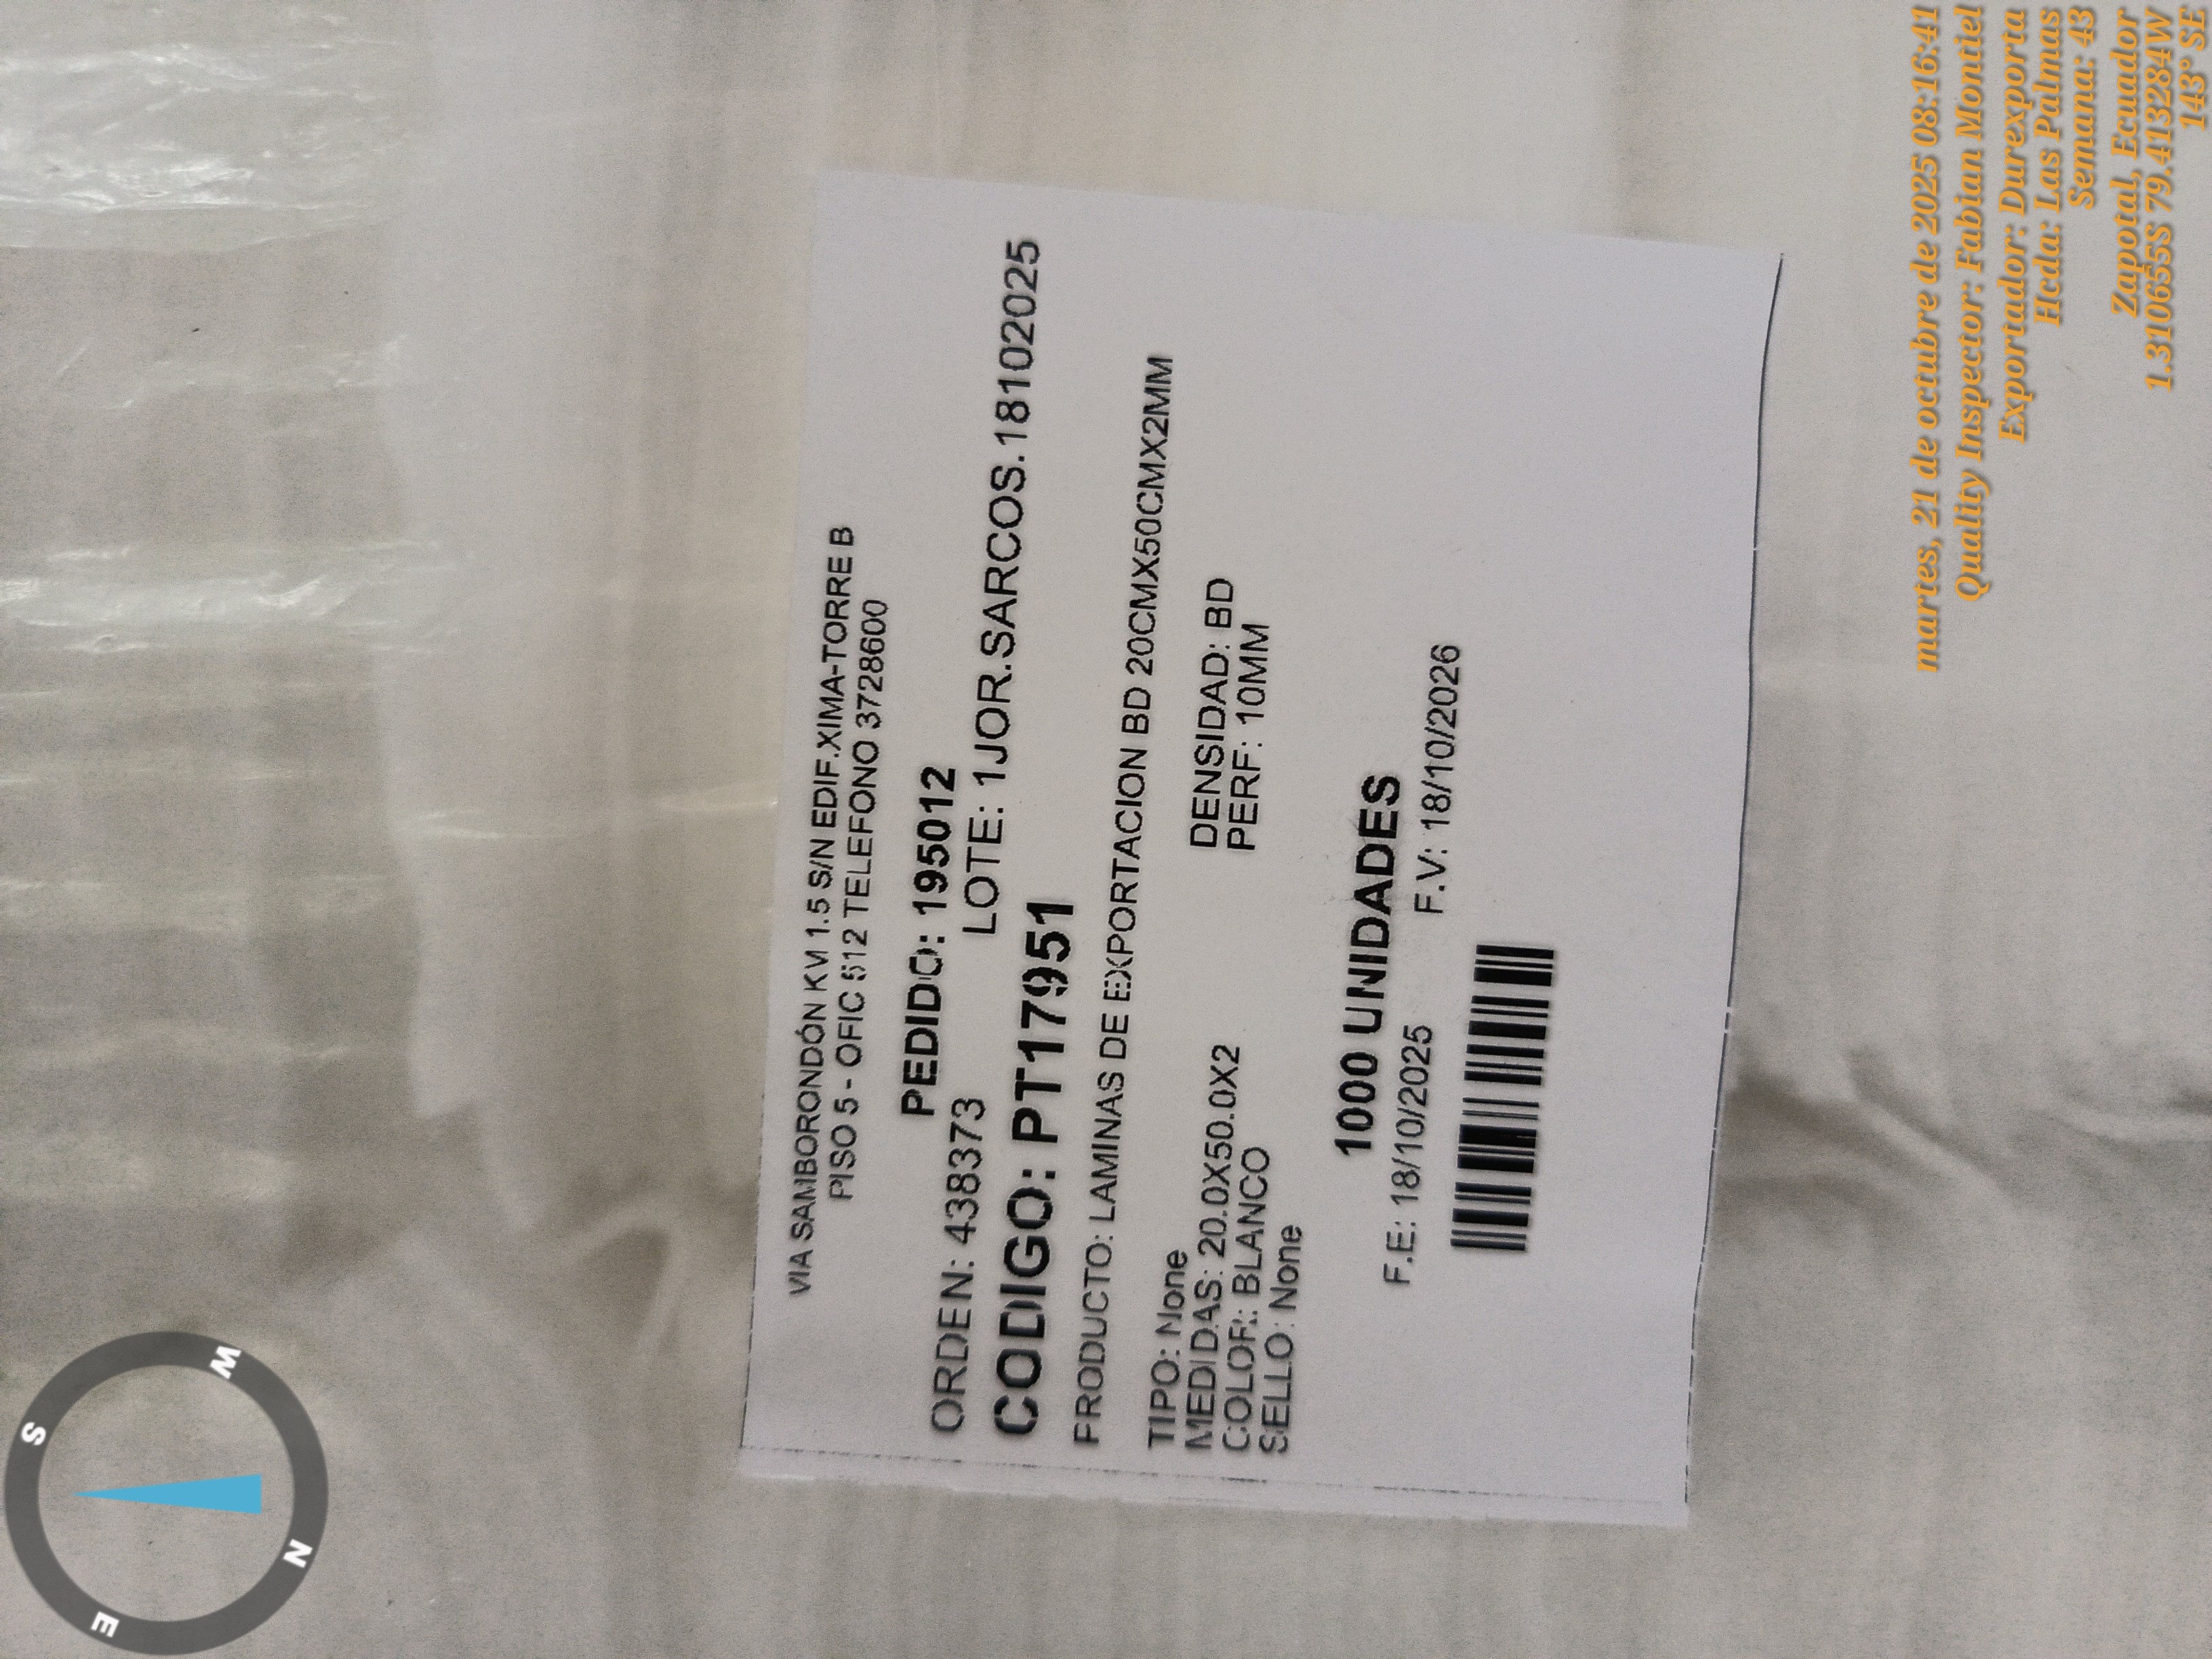 S
E
W
N
VIA SAMBORONDÓN KM 1.5 S/N EDIF.XIMA-TORRE B
PISO 5 - OFIC 512 TELEFONO 3728600
PEDIDO: 195012
ORDEN: 438373 LOTE: 1JOR.SARCOS.18102025
CODIGO: PT17951
PRODUCTO: LAMINAS DE EXPORTACION BD 20CMX50CMX2MM
TIPO: None
MEDIDAS: 20.0X50.0X2 DENSIDAD: BD
COLOR: BLANCO PERF: 10MM
SELLO: None
1000 UNIDADES
F.E: 18/10/2025 F.V: 18/10/2026
martes, 21 de octubre de 2025 08:16:41
Quality Inspector: Fabian Montiel
Exportador: Durexporta
Hcda: Las Palmas
Semana: 43
Zapotal, Ecuador
1.310655S 79.413284W
143° SE